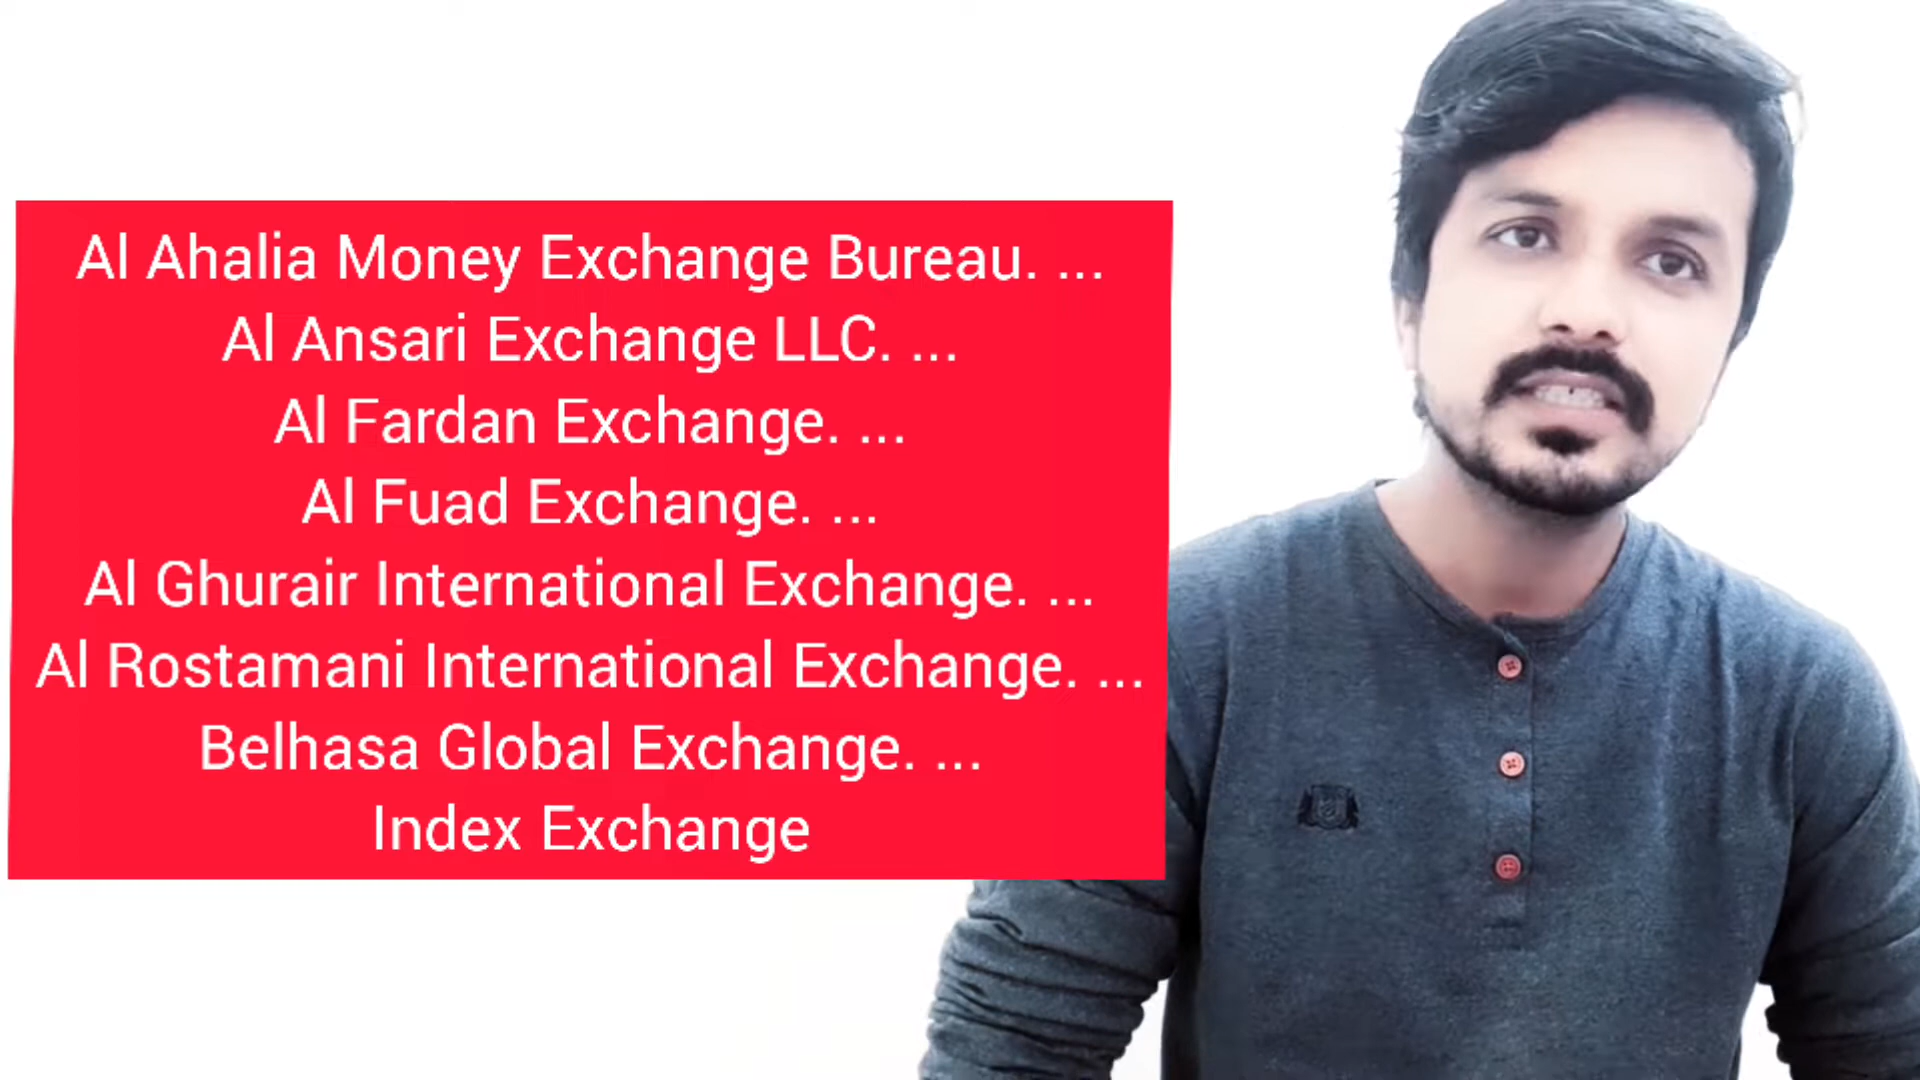 Al Ahalia Money Exchange Bureau. ...
Al Ansari Exchange LLC. ...
Al Fardan Exchange. ...
Al Fuad Exchange. ...
Al Ghurair International Exchange. ...
Al Rostamani International Exchange. ...
Belhasa Global Exchange. ...
Index Exchange